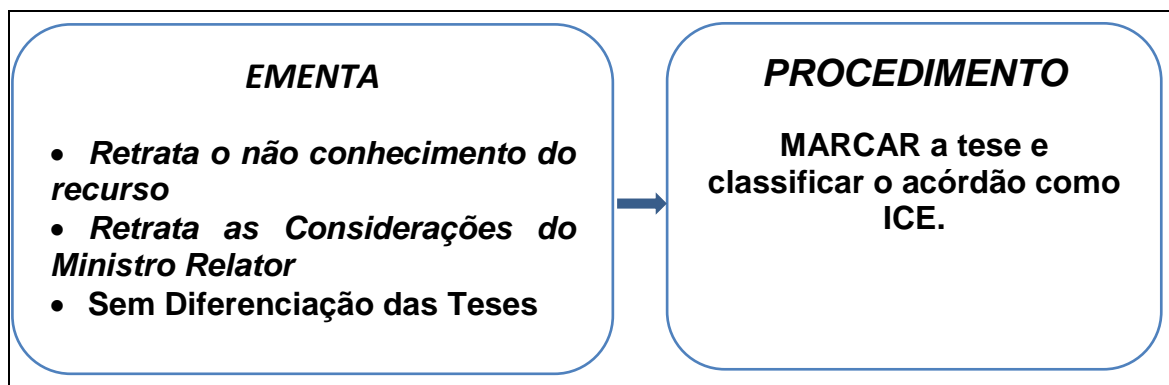 EMENTA
• Retrata o não conhecimento do
recurso
• Retrata as Considerações do
Ministro Relator
• Sem Diferenciação das Teses
PROCEDIMENTO
MARCAR a tese e
classificar o acórdão como
ICE.